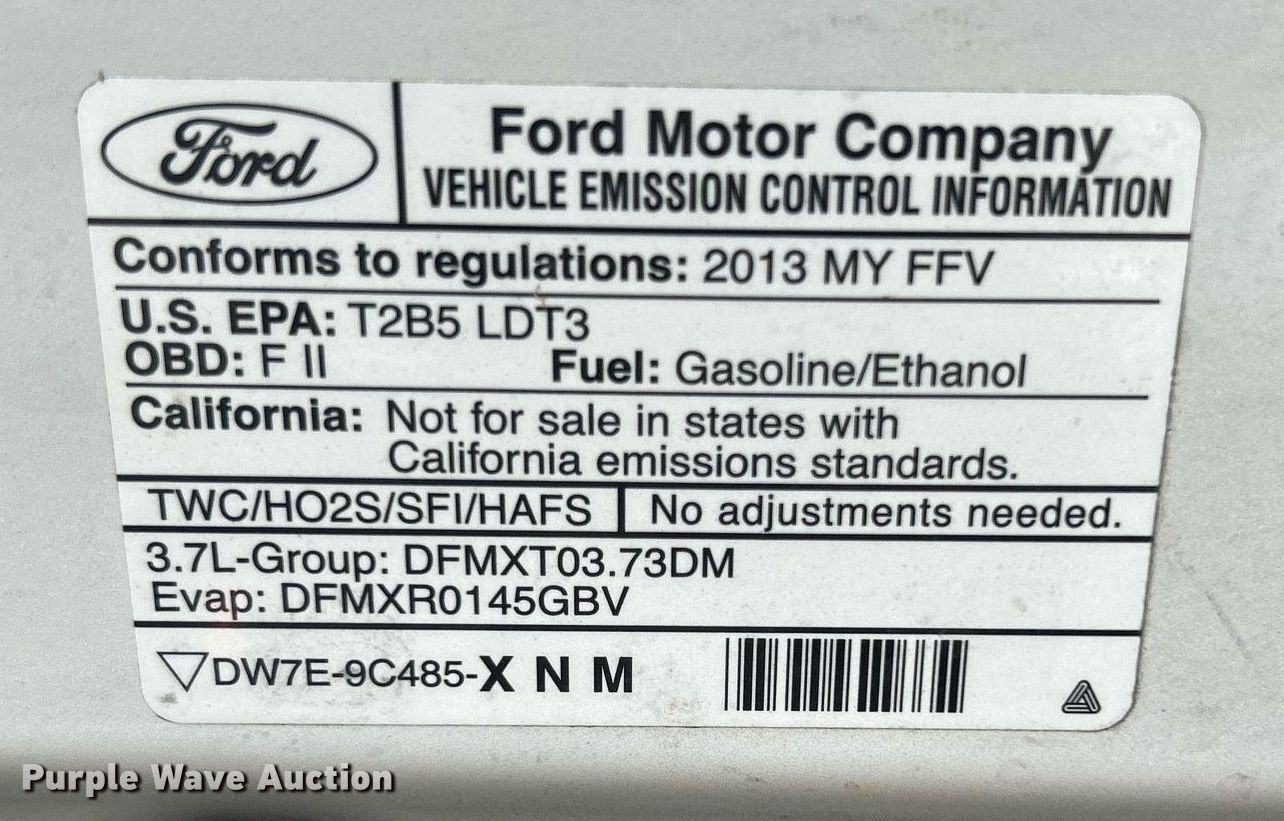 Ford
Ford Motor Company
VEHICLE EMISSION CONTROL INFORMATION
Conforms to regulations: 2013 MY FFV
U.S. EPA: T2B5 LDT3
OBD: F II Fuel: Gasoline/Ethanol
California: Not for sale in states with
California emissions standards.
TWC/HO2S/SFI/HAFS No adjustments needed.
3.7L-Group: DFMXT03.73DM
Evap: DFMXR0145GBV
▽DW7E-9C485-X N M
Purple Wave Auction